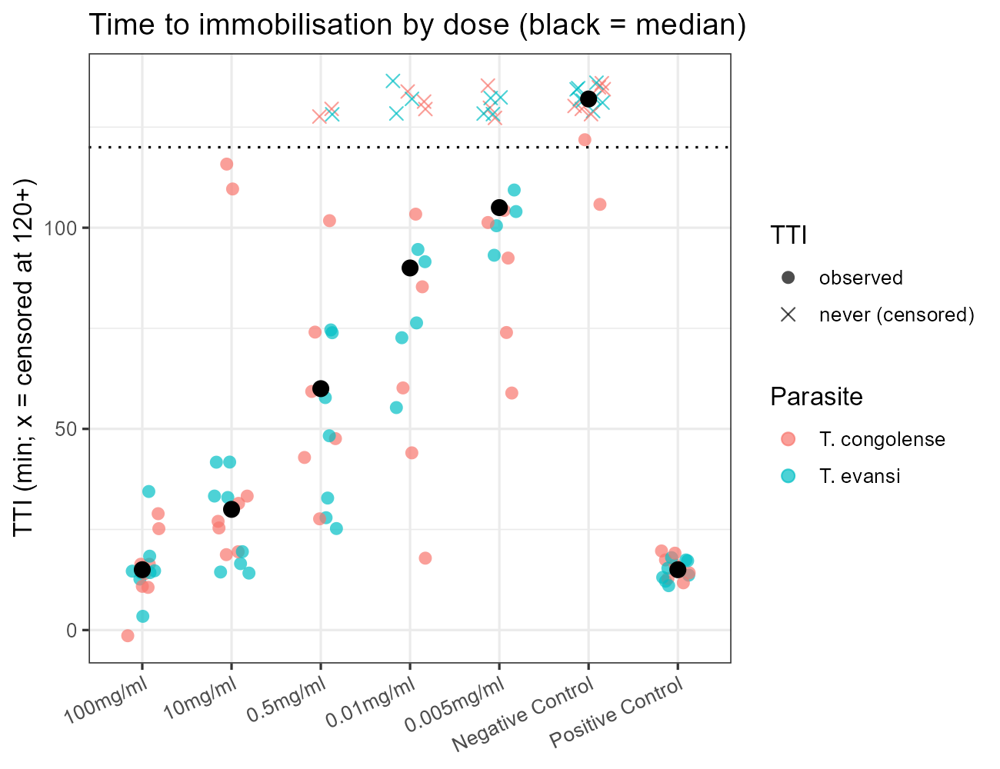 Time to immobilisation by dose (black = median)
TTI (min; x = censored at 120+)
100
50
0
100mg/ml
10mg/ml
0.5mg/ml
0.01mg/ml
0.005mg/ml
Negative Control
Positive Control
TTI
observed
never (censored)
Parasite
T. congolense
T. evansi